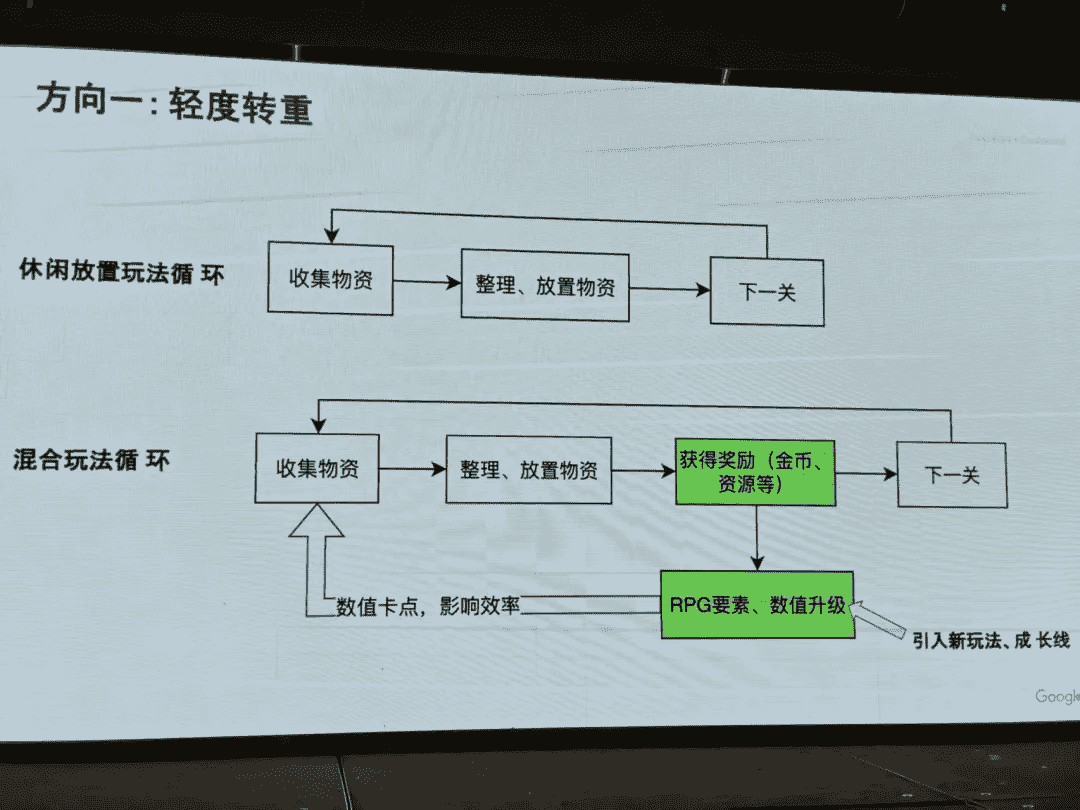 方向一：轻度转重
休闲放置玩法循 环
收集物资
整理、放置物资
下一关
混合玩法循 环
收集物资
整理、放置物资
获得奖励（金币、
资源等）
下一关
数值卡点，影响效率
RPG要素、数值升级
引入新玩法、成 长线
Google